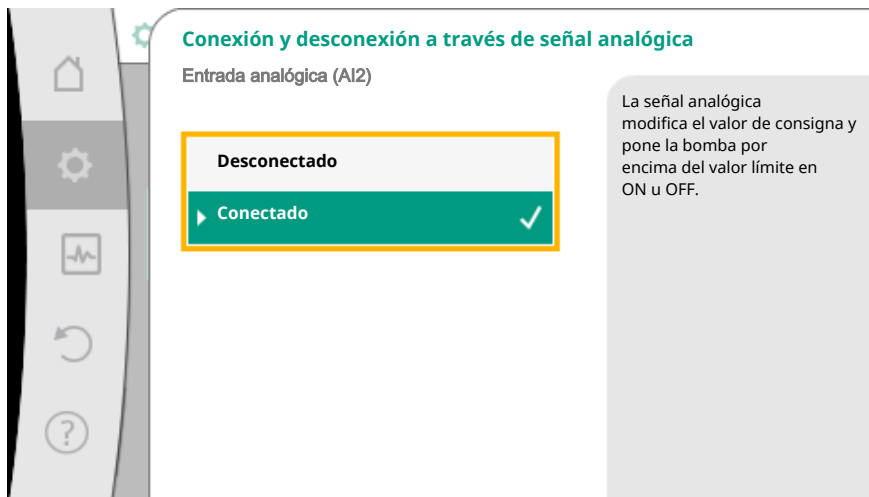 Conexión y desconexión a través de señal analógica
Entrada analógica (AI2)
Desconectado
Conectado
La señal analógica
modifica el valor de consigna y
pone la bomba por
encima del valor límite en
ON u OFF.
?